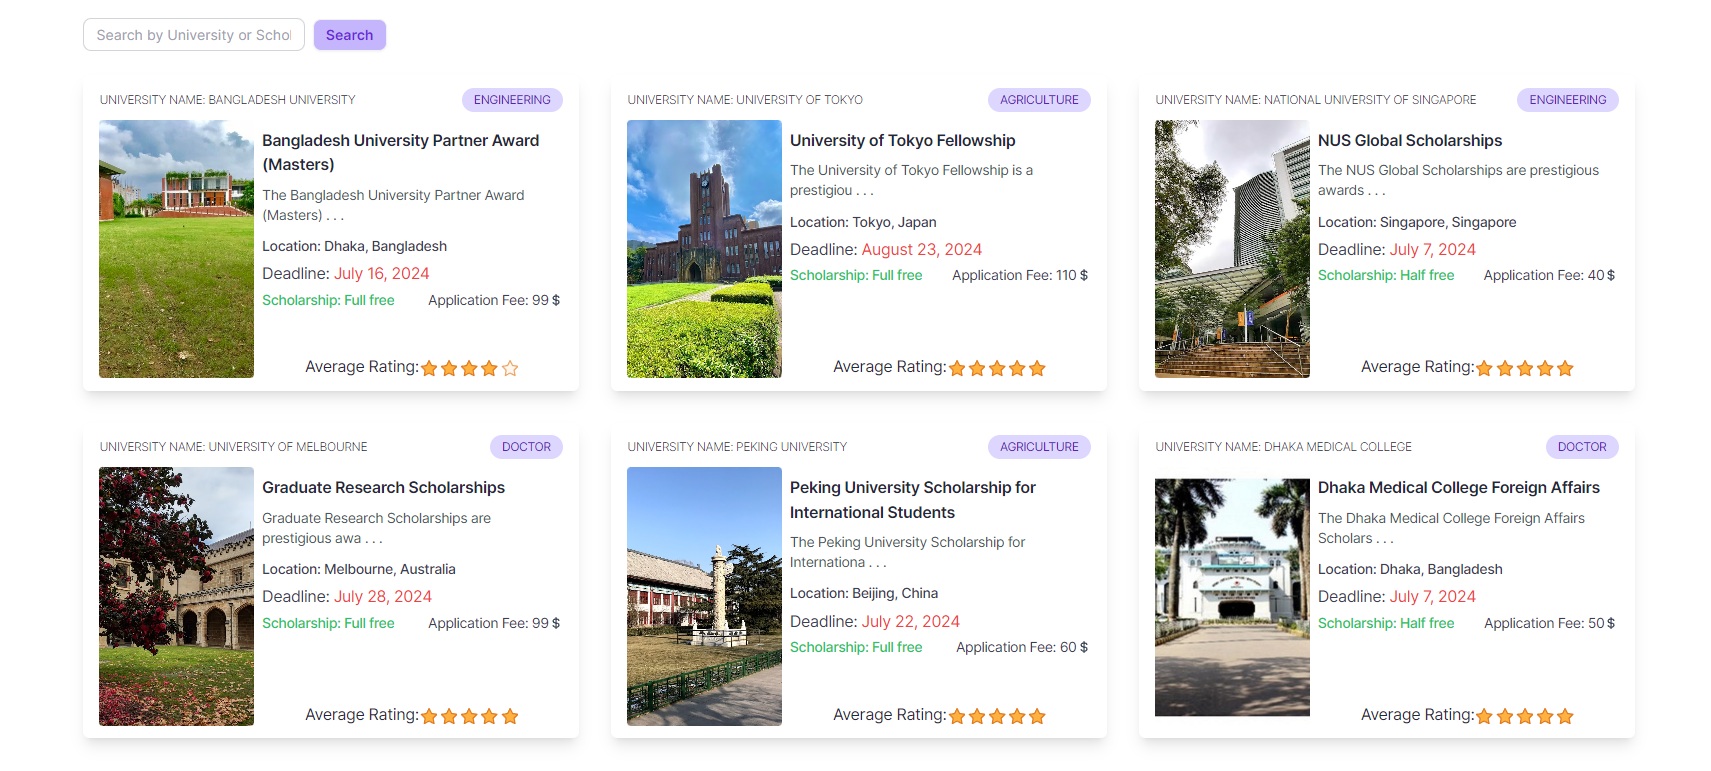 Search by University or Schol
Search
UNIVERSITY NAME: BANGLADESH UNIVERSITY
ENGINEERING
Bangladesh University Partner Award
(Masters)
The Bangladesh University Partner Award
(Masters) . . .
Location: Dhaka, Bangladesh
Deadline: July 16, 2024
Scholarship: Full free
Application Fee: 99 $
Average Rating:
UNIVERSITY NAME: UNIVERSITY OF TOKYO
AGRICULTURE
University of Tokyo Fellowship
The University of Tokyo Fellowship is a
prestigiou . . .
Location: Tokyo, Japan
Deadline: August 23, 2024
Scholarship: Full free
Application Fee: 110 $
Average Rating:
UNIVERSITY NAME: NATIONAL UNIVERSITY OF SINGAPORE
ENGINEERING
NUS Global Scholarships
The NUS Global Scholarships are prestigious
awards . . .
Location: Singapore, Singapore
Deadline: July 7, 2024
Scholarship: Half free
Application Fee: 40 $
Average Rating:
UNIVERSITY NAME: UNIVERSITY OF MELBOURNE
DOCTOR
Graduate Research Scholarships
Graduate Research Scholarships are
prestigious awa . . .
Location: Melbourne, Australia
Deadline: July 28, 2024
Scholarship: Full free
Application Fee: 99 $
Average Rating:
UNIVERSITY NAME: PEKING UNIVERSITY
AGRICULTURE
Peking University Scholarship for
International Students
The Peking University Scholarship for
Internationa . . .
Location: Beijing, China
Deadline: July 22, 2024
Scholarship: Full free
Application Fee: 60 $
Average Rating:
UNIVERSITY NAME: DHAKA MEDICAL COLLEGE
DOCTOR
Dhaka Medical College Foreign Affairs
The Dhaka Medical College Foreign Affairs
Scholars . . .
Location: Dhaka, Bangladesh
Deadline: July 7, 2024
Scholarship: Half free
Application Fee: 50 $
Average Rating: